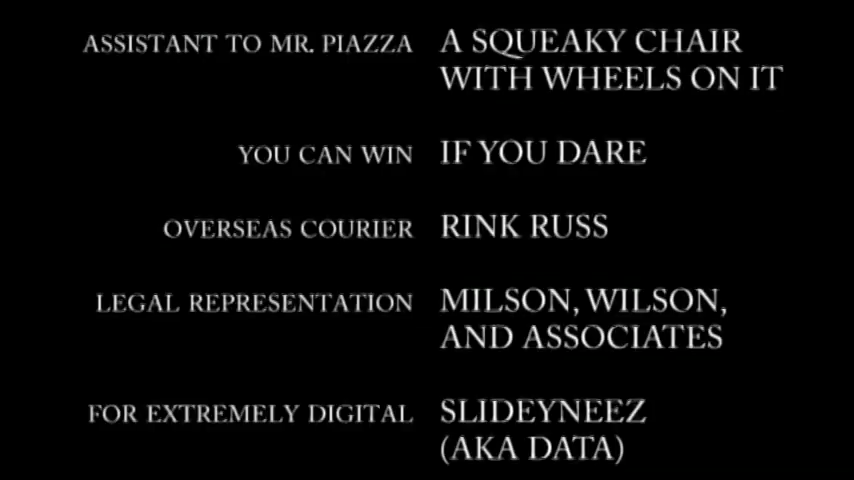 ASSISTANT TO MR. PIAZZA A SQUEAKY CHAIR
WITH WHEELS ON IT
YOU CAN WIN IF YOU DARE
OVERSEAS COURIER RINK RUSS
LEGAL REPRESENTATION MILSON, WILSON,
AND ASSOCIATES
FOR EXTREMELY DIGITAL SLIDEYNEEZ
(AKA DATA)